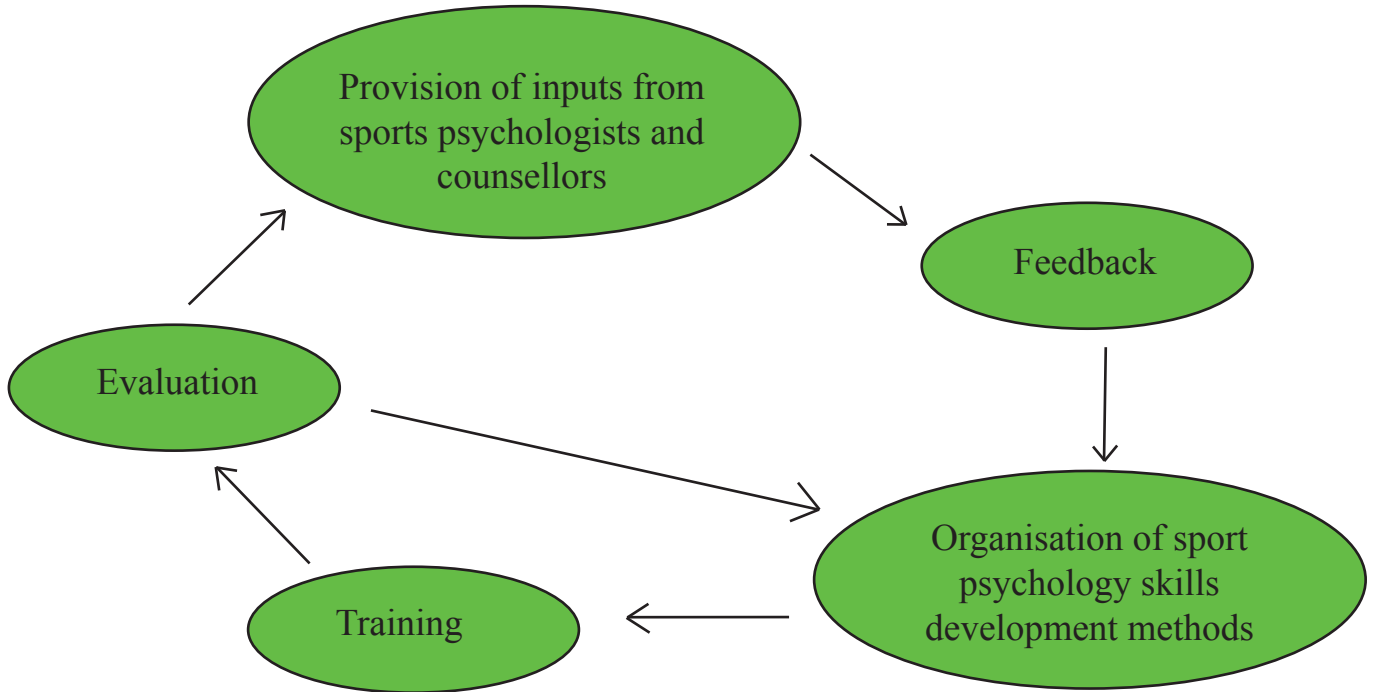 Provision of inputs from
sports psychologists and
counsellors
Feedback
Evaluation
Organisation of sport
psychology skills
development methods
Training